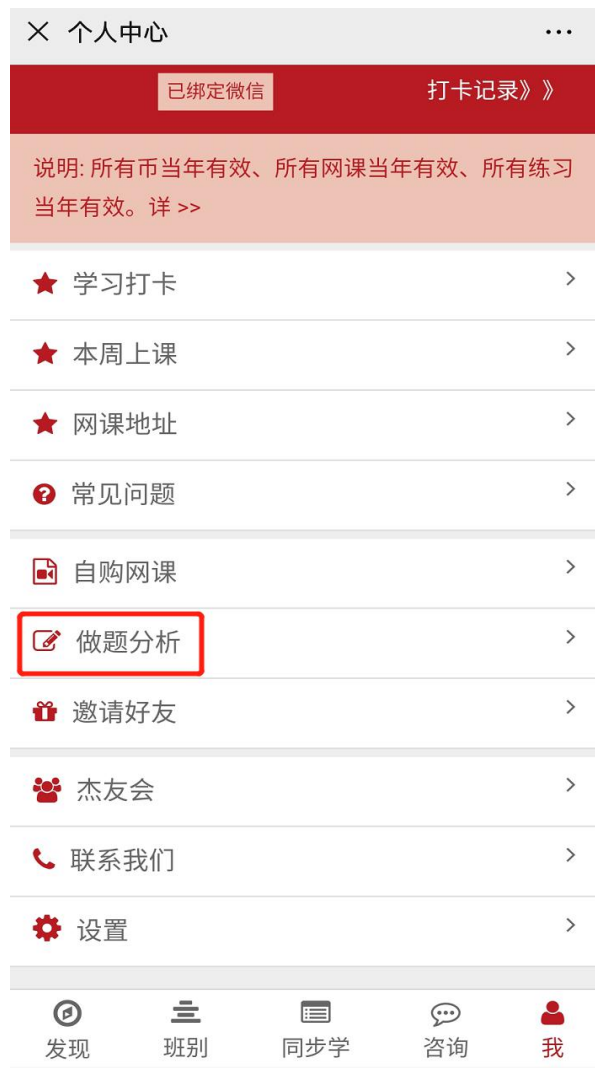 个人中心
已绑定微信
打卡记录》》
说明: 所有币当年有效、所有网课当年有效、所有练习
当年有效。详 >>
学习打卡
本周上课
网课地址
常见问题
自购网课
做题分析
邀请好友
杰友会
联系我们
设置
发现 班别 同步学 咨询 我